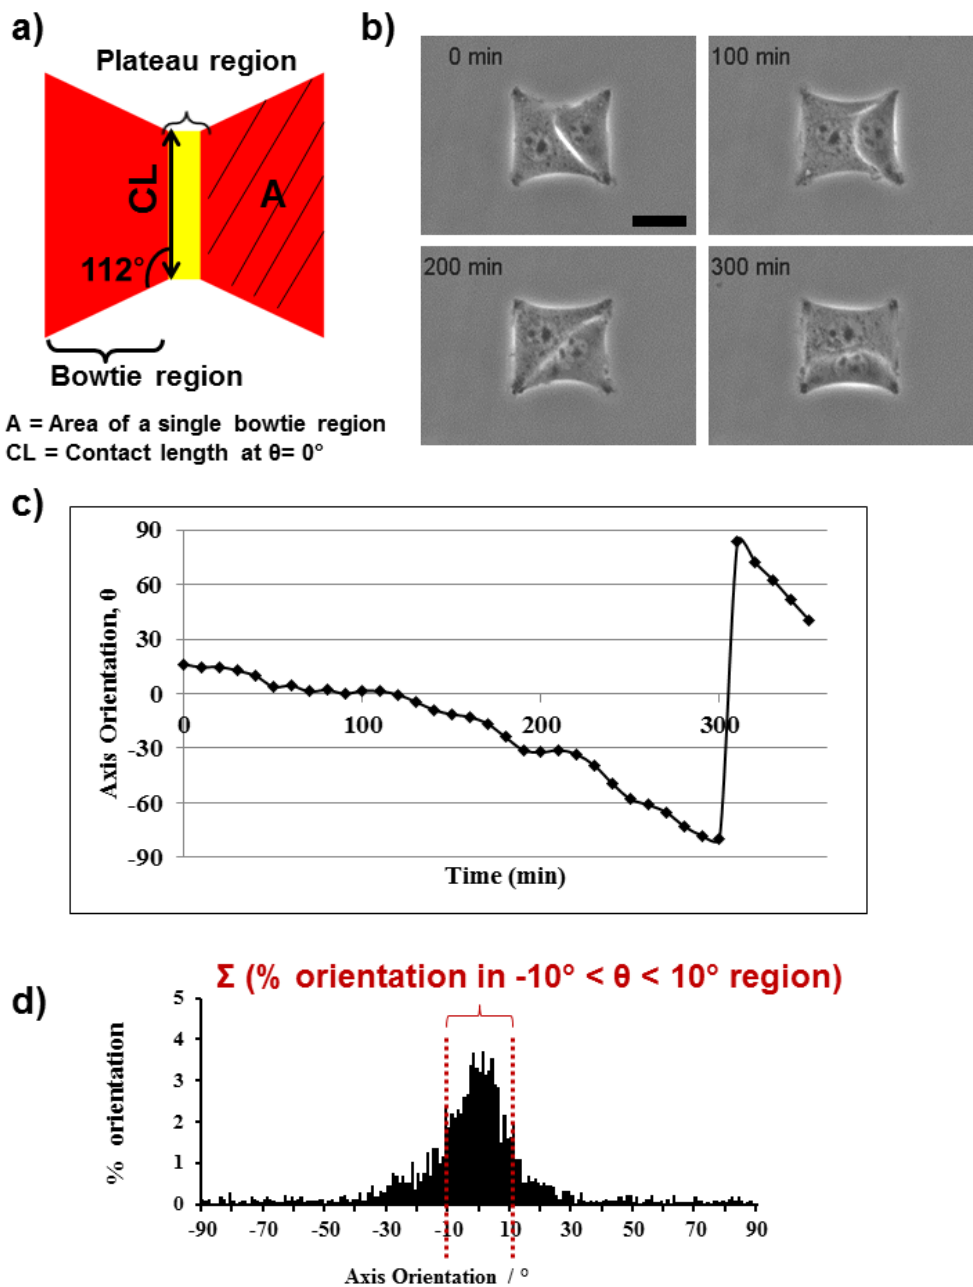 a)
Plateau region
CL
A
112°
Bowtie region
A = Area of a single bowtie region
CL = Contact length at θ= 0°
b)
0 min
100 min
200 min
300 min
c)
90
60
30
0
-30
-60
-90
0
100
200
300
Axis Orientation, θ
Time (min)
d)
Σ (% orientation in -10° < θ < 10° region)
5
4
3
2
1
0
% orientation
-90
-70
-50
-30
-10
10
30
50
70
90
Axis Orientation / °